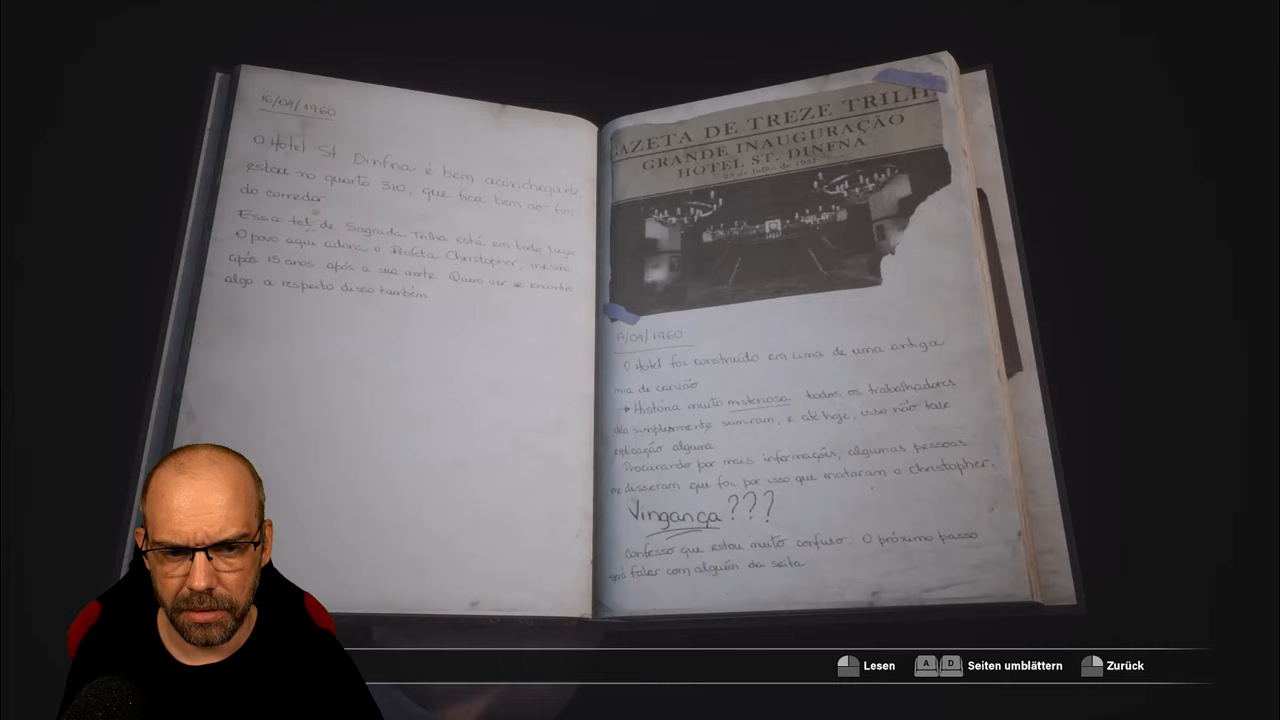 16/04/1960
O Hotel St Dinfna é bem aconchegante,
estou no quarto 310, que fica bem ao fim
do corredor
Essa tal de Sagrada Trilha está em todo lugar
O povo aqui adora o Profeta Christopher, mesmo
após 15 anos após a sua morte. Quero ver se encontro
algo a respeito disso também
GAZETA DE TREZE TRILH
GRANDE INAUGURAÇÃO
HOTEL ST. DINFNA
de Julho de
17/04/1960
O Hotel foi construído em cima de uma antiga
mina de carvão
→ História muito misteriosa todos os trabalhadores
simplesmente sumiram, e até hoje, isso não teve
explicação alguma
Procurando por mais informações, algumas pessoas
me disseram que foi por isso que mataram o Christopher.
Vingança???
Confesso que estou muito confuso. O próximo passo
será falar com alguém da seita
Lesen
A D Seiten umblättern
Zurück